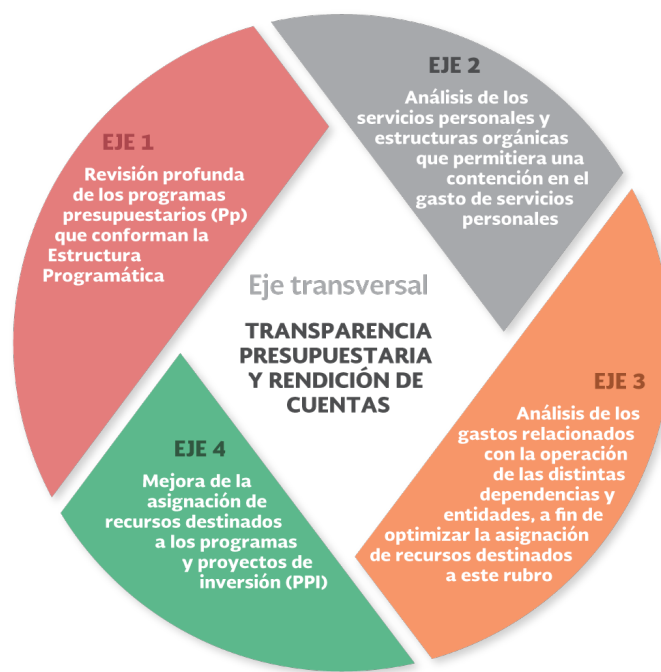 EJE 1
Revisión profunda
de los programas
presupuestarios (Pp)
que conforman la
Estructura
Programática
EJE 2
Análisis de los
servicios personales y
estructuras orgánicas
que permitiera una
contención en el
gasto de servicios
personales
Eje transversal
TRANSPARENCIA
PRESUPUESTARIA
Y RENDICIÓN DE
CUENTAS
EJE 3
Análisis de los
gastos relacionados
con la operación
de las distintas
dependencias y
entidades, a fin de
optimizar la asignación
de recursos destinados
a este rubro
EJE 4
Mejora de la
asignación de
recursos destinados
a los programas
y proyectos de
inversión (PPI)